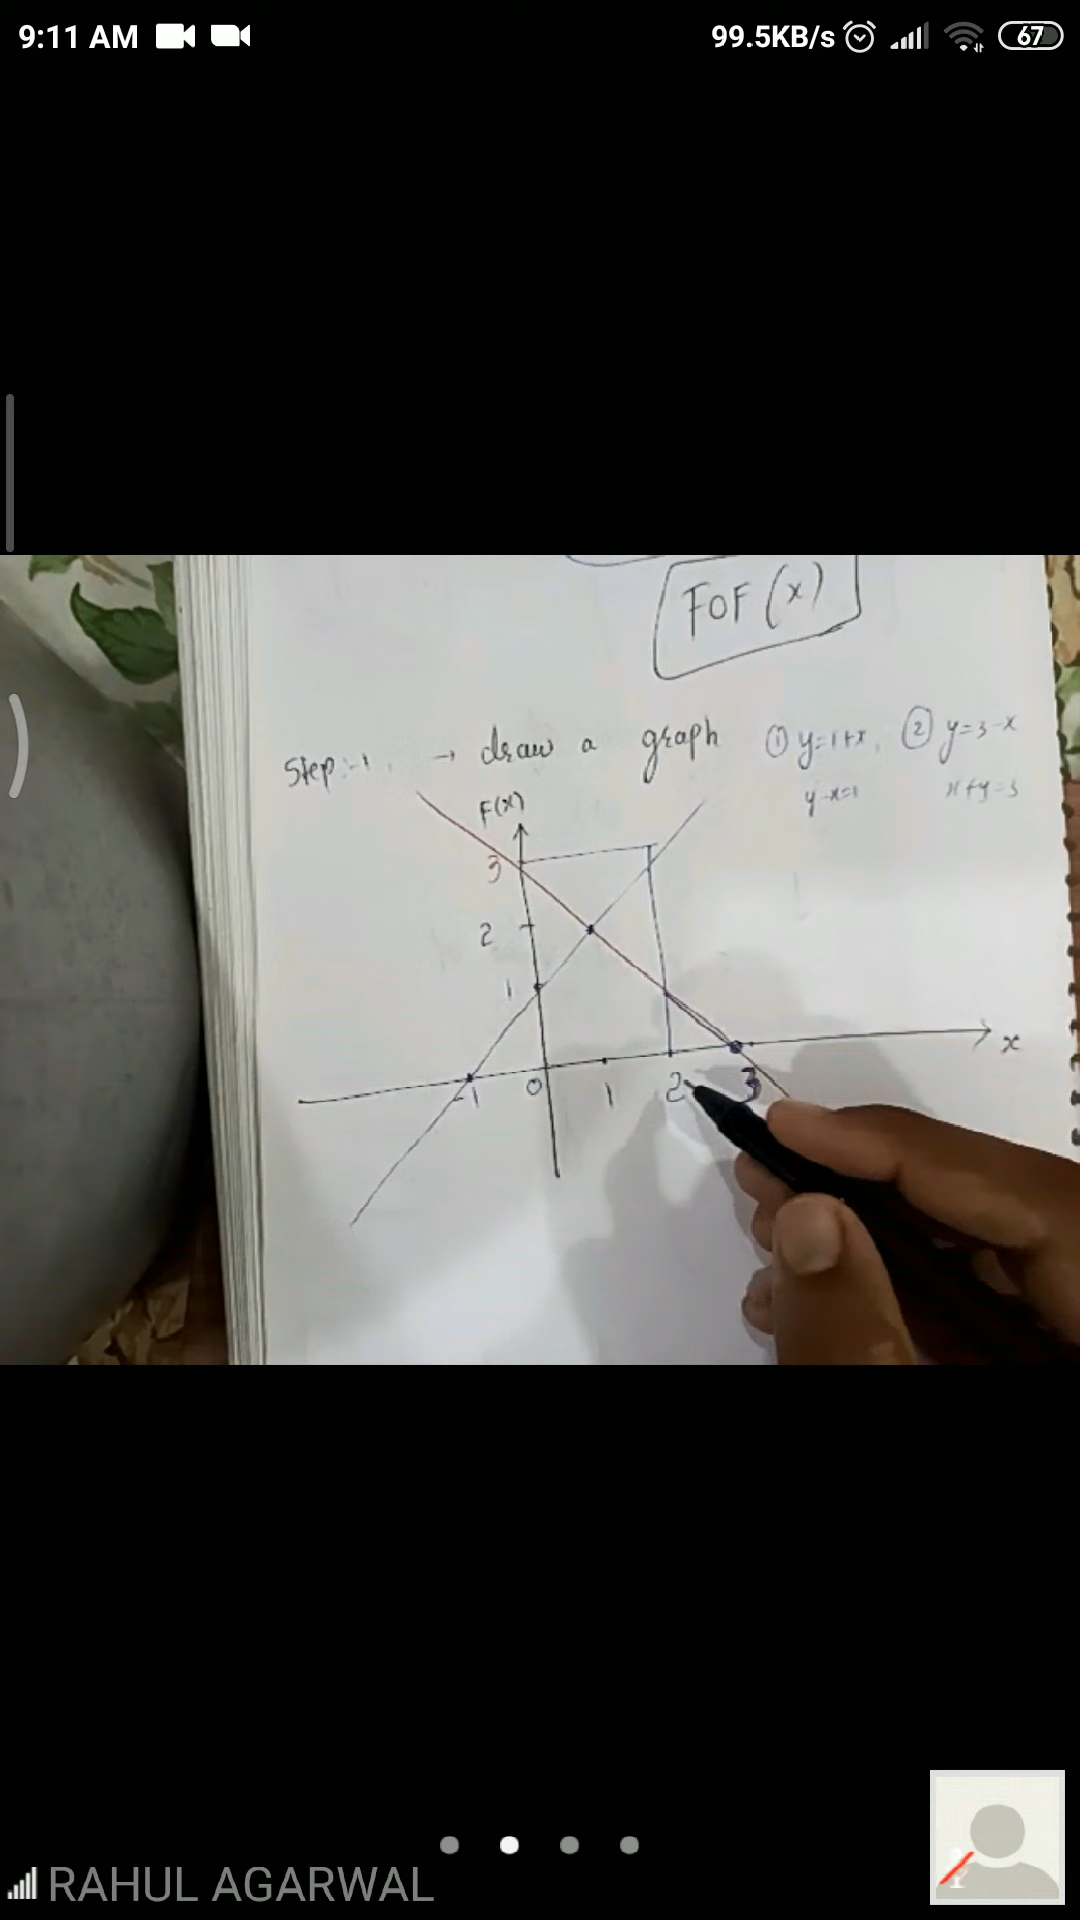 9:11 AM 99.5KB/s 67
FOF (x)
Step:-1. → draw a graph ① y=1+x, ② y=3-x
y-x=1 x+y=3
F(x)
3
2
1
-1 0 1 2 3 x
RAHUL AGARWAL